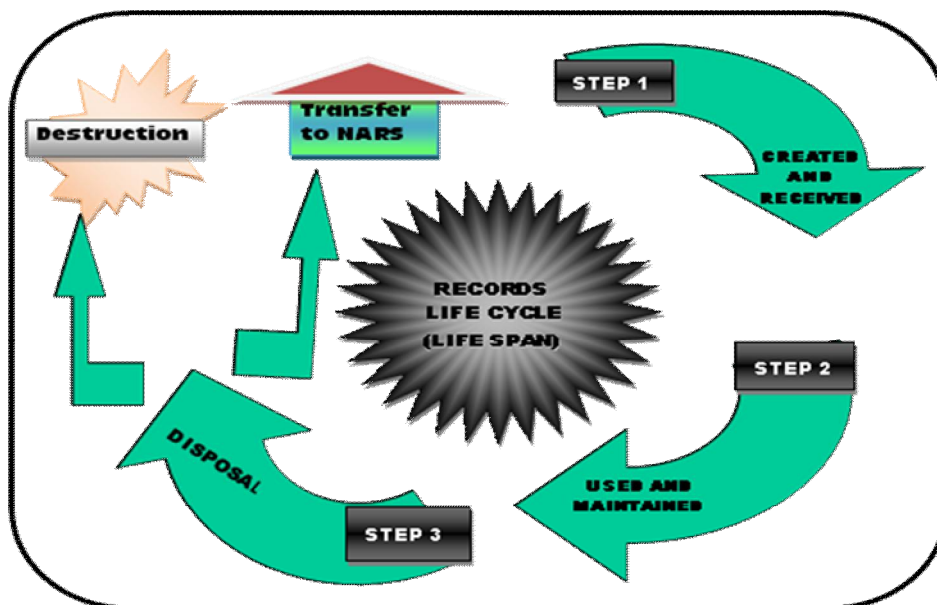 Destruction
Transfer
to NARS
STEP 1
CREATED
AND
RECEIVED
RECORDS
LIFE CYCLE
(LIFE SPAN)
STEP 2
USED AND
MAINTAINED
STEP 3
DISPOSAL